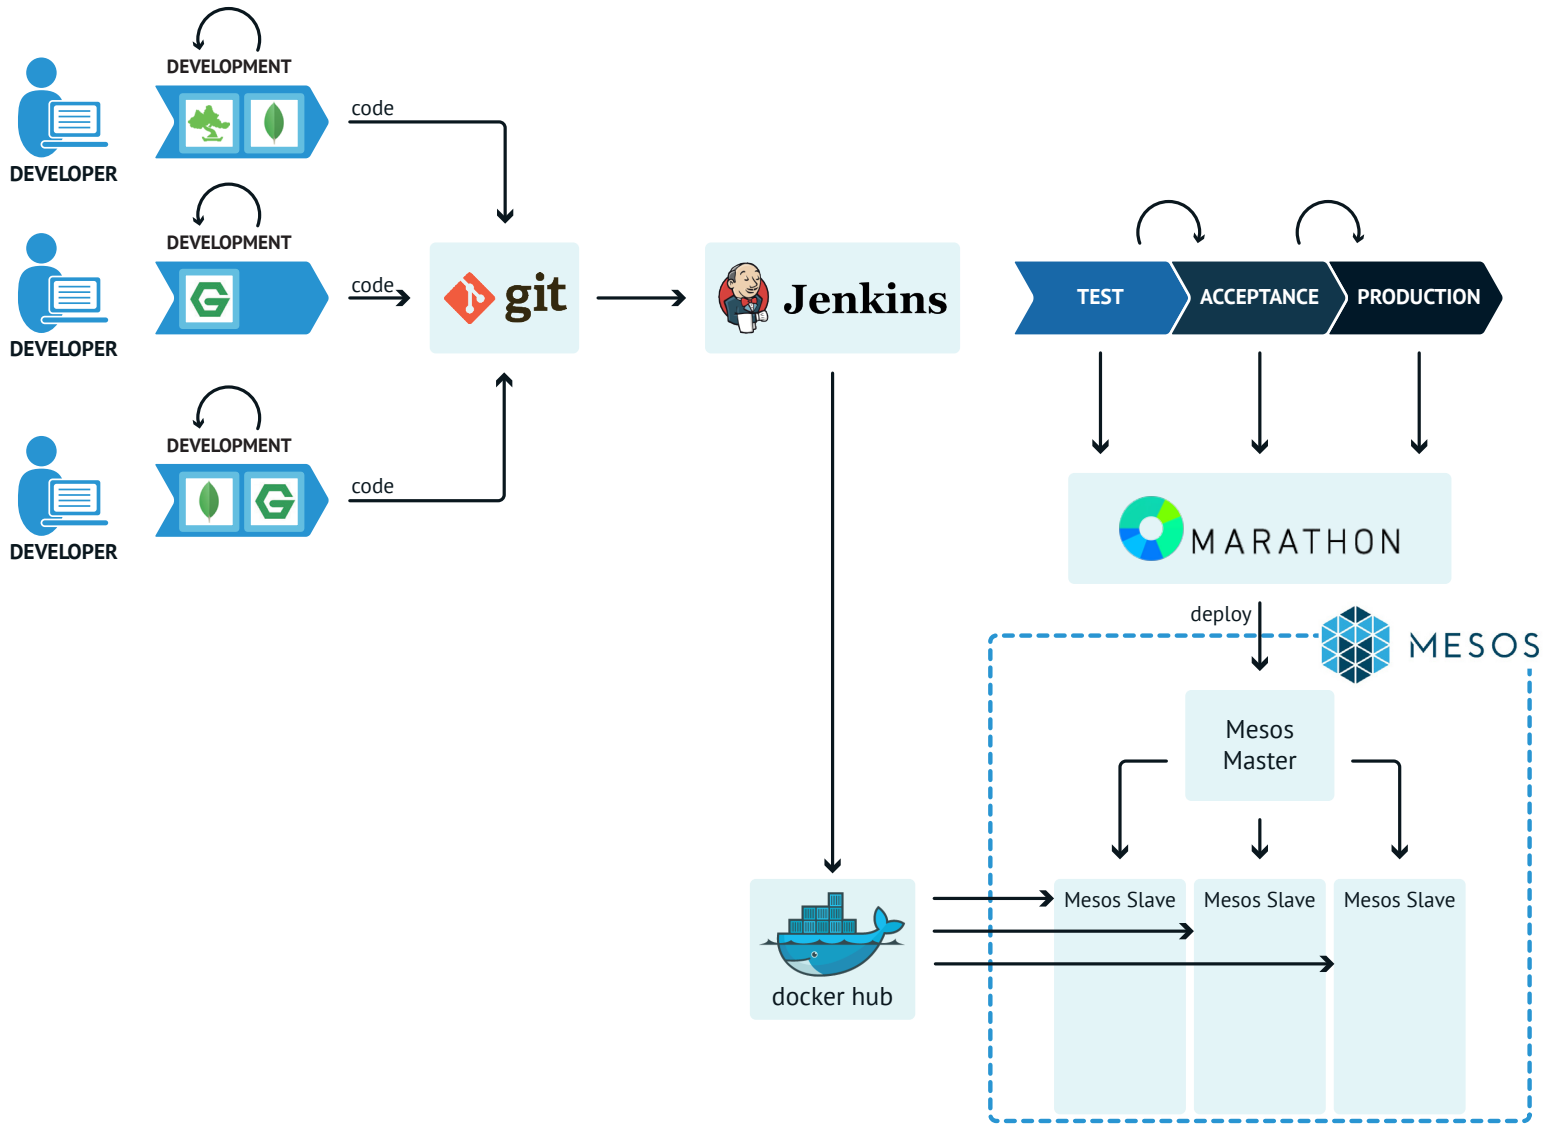 DEVELOPMENT
DEVELOPER
code
DEVELOPMENT
DEVELOPER
code
git
Jenkins
TEST
ACCEPTANCE
PRODUCTION
DEVELOPMENT
DEVELOPER
code
MARATHON
deploy
MESOS
Mesos
Master
Mesos Slave
Mesos Slave
Mesos Slave
docker hub